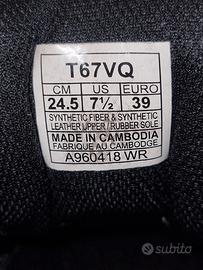 T67VQ
CM US EURO
24.5 7½ 39
SYNTHETIC FIBER & SYNTHETIC
LEATHER UPPER / RUBBER SOLE
MADE IN CAMBODIA
FABRIQUE AU CAMBODGE
A960418 WR
subito